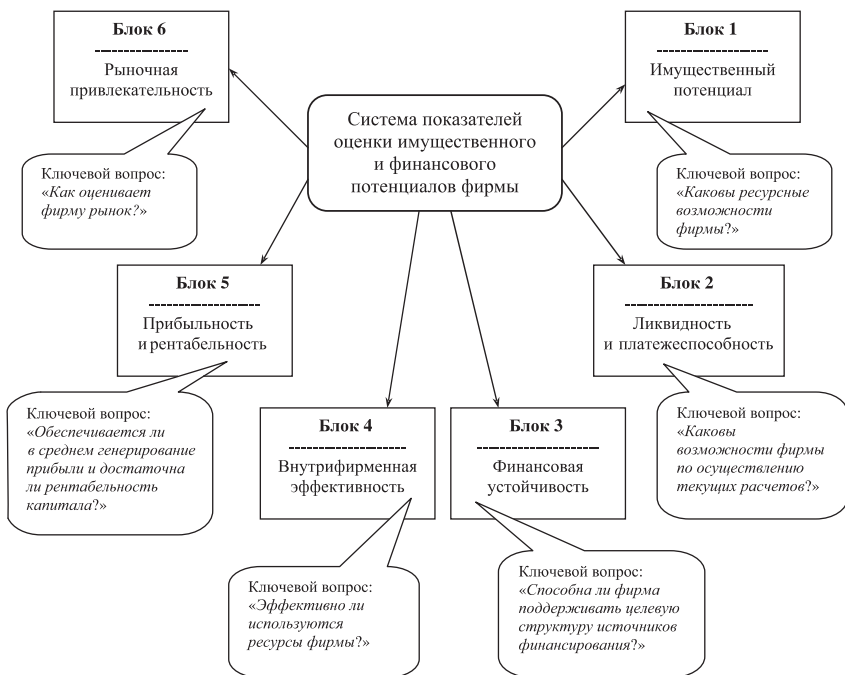 Система показателей
оценки имущественного
и финансового
потенциалов фирмы
Блок 1
Имущественный
потенциал
Ключевой вопрос:
«Каковы ресурсные
возможности
фирмы?»
Блок 2
Ликвидность
и платежеспособность
Ключевой вопрос:
«Каковы
возможности фирмы
по осуществлению
текущих расчетов?»
Блок 3
Финансовая
устойчивость
Ключевой вопрос:
«Способна ли фирма
поддерживать целевую
структуру источников
финансирования?»
Блок 4
Внутрифирменная
эффективность
Ключевой вопрос:
«Эффективно ли
используются
ресурсы фирмы?»
Блок 5
Прибыльность
и рентабельность
Ключевой вопрос:
«Обеспечивается ли
в среднем генерирование
прибыли и достаточна
ли рентабельность
капитала?»
Блок 6
Рыночная
привлекательность
Ключевой вопрос:
«Как оценивает
фирму рынок?»